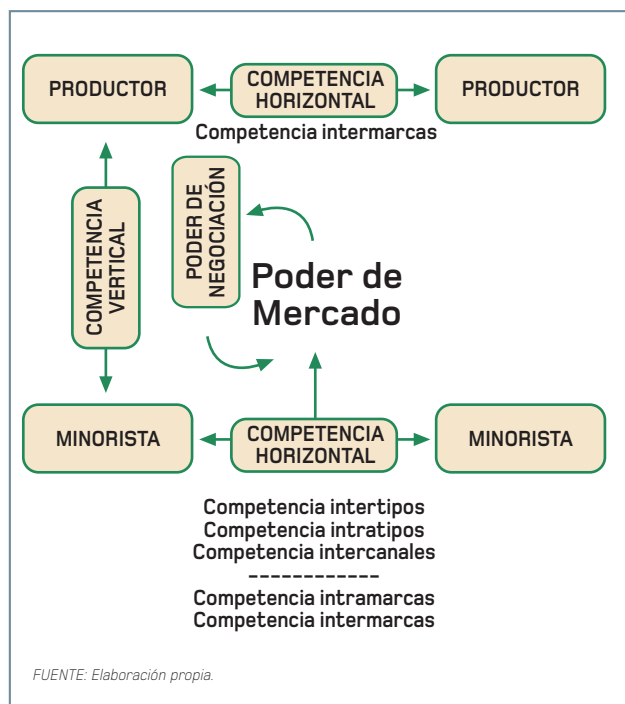 PRODUCTOR
COMPETENCIA
HORIZONTAL
PRODUCTOR
Competencia intermarcas
COMPETENCIA
VERTICAL
PODER DE
NEGOCIACIÓN
Poder de
Mercado
MINORISTA
COMPETENCIA
HORIZONTAL
MINORISTA
Competencia intertipos
Competencia intratipos
Competencia intercanales
------------
Competencia intramarcas
Competencia intermarcas
FUENTE: Elaboración propia.